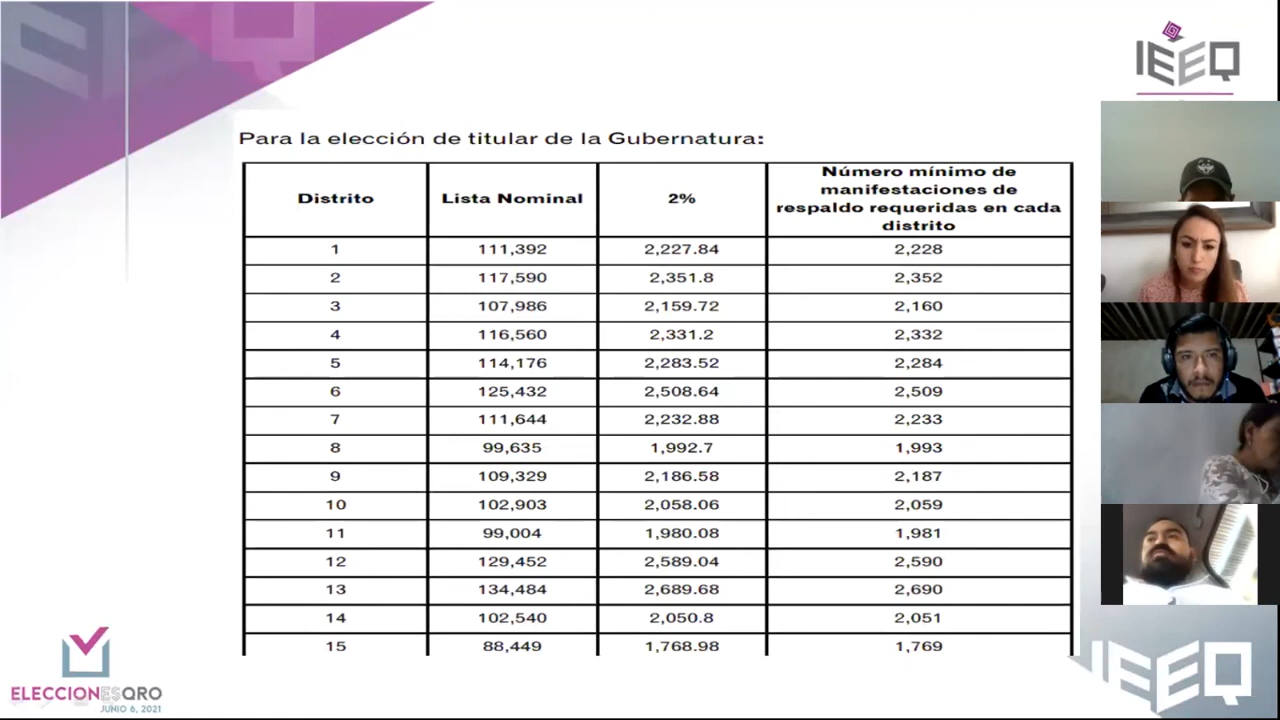 IEEQ
Para la elección de titular de la Gubernatura:
Distrito Lista Nominal 2% Número mínimo de manifestaciones de respaldo requeridas en cada distrito
1 111,392 2,227.84 2,228
2 117,590 2,351.8 2,352
3 107,986 2,159.72 2,160
4 116,560 2,331.2 2,332
5 114,176 2,283.52 2,284
6 125,432 2,508.64 2,509
7 111,644 2,232.88 2,233
8 99,635 1,992.7 1,993
9 109,329 2,186.58 2,187
10 102,903 2,058.06 2,059
11 99,004 1,980.08 1,981
12 129,452 2,589.04 2,590
13 134,484 2,689.68 2,690
14 102,540 2,050.8 2,051
15 88,449 1,768.98 1,769
ELECCIONESQRO
JUNIO 6, 2021
IEEQ